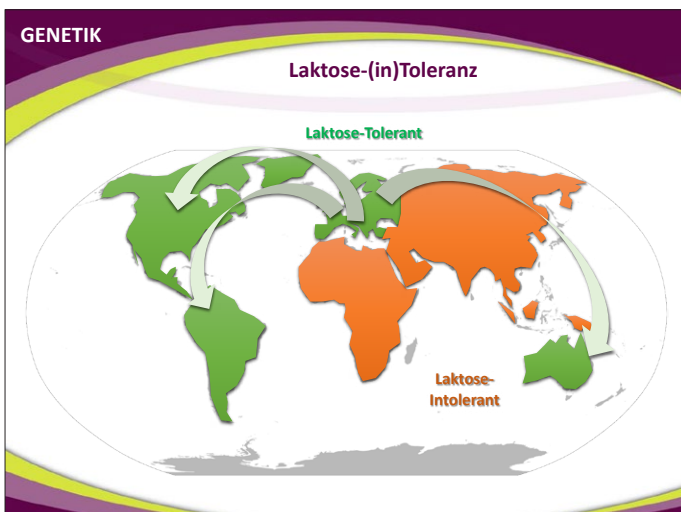 GENETIK
Laktose-(in)Toleranz
Laktose-Tolerant
Laktose-
Intolerant